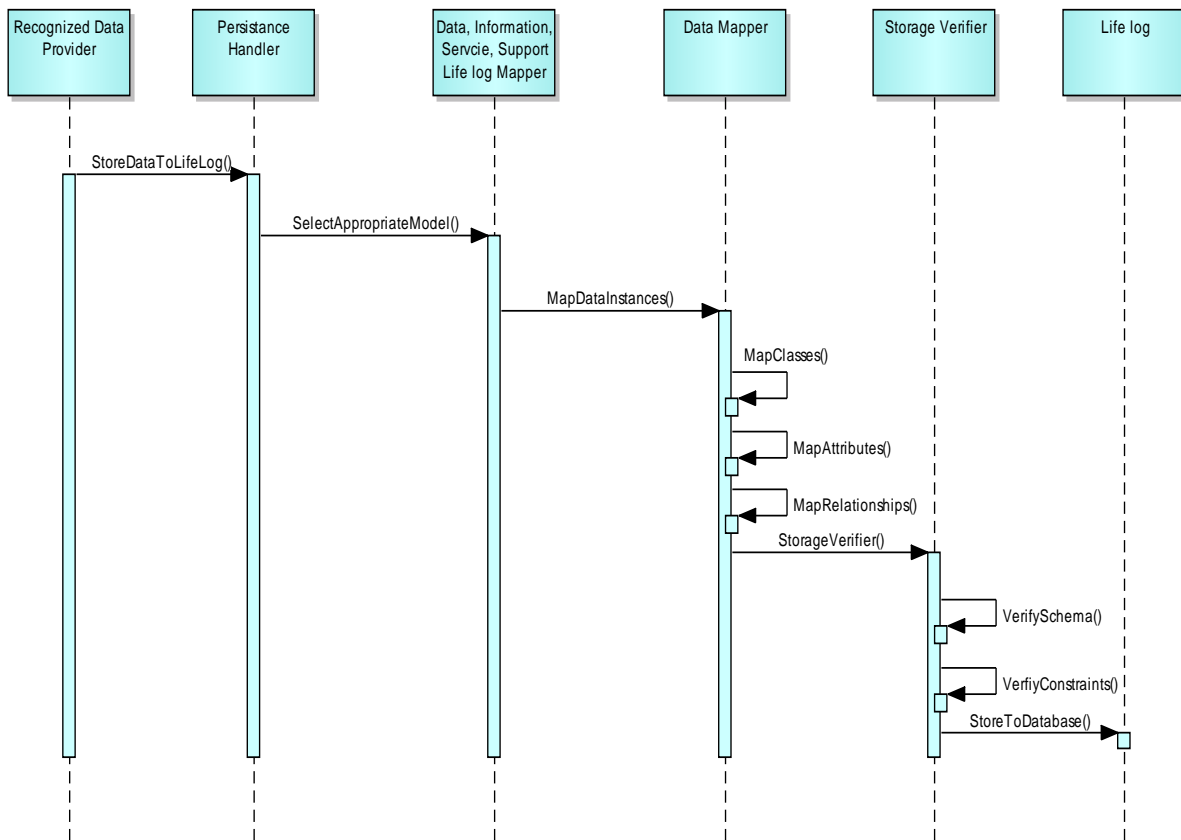 Recognized Data
Provider
Persistance
Handler
Data, Information,
Servcie, Support
Life log Mapper
Data Mapper
Storage Verifier
Life log
StoreDataToLifeLog()
SelectAppropriateModel()
MapDataInstances()
MapClasses()
MapAttributes()
MapRelationships()
StorageVerifier()
VerifySchema()
VerfiyConstraints()
StoreToDatabase()